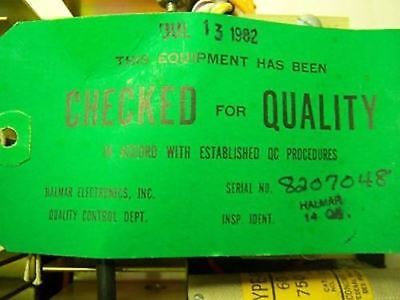 JUL 13 1982
THIS EQUIPMENT HAS BEEN
CHECKED FOR QUALITY
IN ACCORD WITH ESTABLISHED QC PROCEDURES
HALMAR ELECTRONICS, INC.
SERIAL NO. 8207048
QUALITY CONTROL DEPT.
INSP. IDENT.
HALMAR
14
TYPE